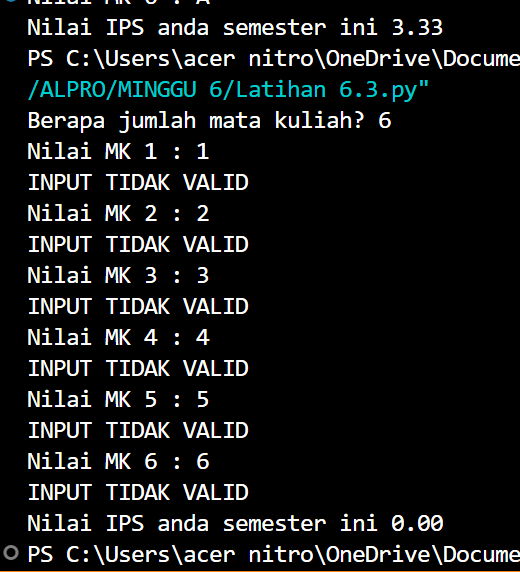 Nilai IPS anda semester ini 3.33
PS C:\Users\acer nitro\OneDrive\Docume
/ALPRO/MINGGU 6/Latihan 6.3.py"
Berapa jumlah mata kuliah? 6
Nilai MK 1 : 1
INPUT TIDAK VALID
Nilai MK 2 : 2
INPUT TIDAK VALID
Nilai MK 3 : 3
INPUT TIDAK VALID
Nilai MK 4 : 4
INPUT TIDAK VALID
Nilai MK 5 : 5
INPUT TIDAK VALID
Nilai MK 6 : 6
INPUT TIDAK VALID
Nilai IPS anda semester ini 0.00
PS C:\Users\acer nitro\OneDrive\Docume